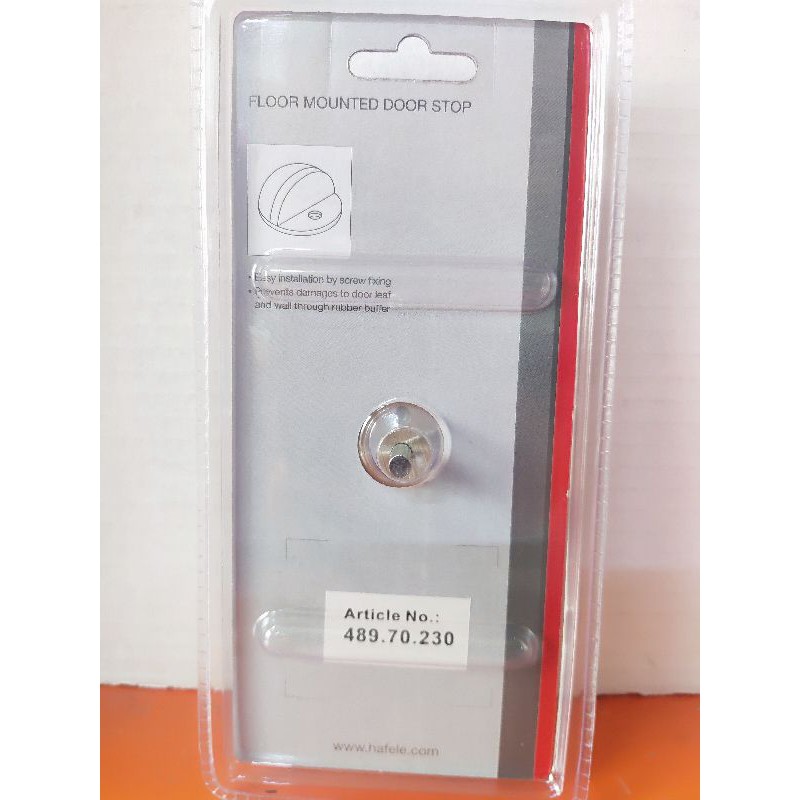 FLOOR MOUNTED DOOR STOP
• Easy installation by screw fixing
• Prevents damages to door leaf
and wall through rubber buffer
Article No.:
489.70.230
www.hafele.com